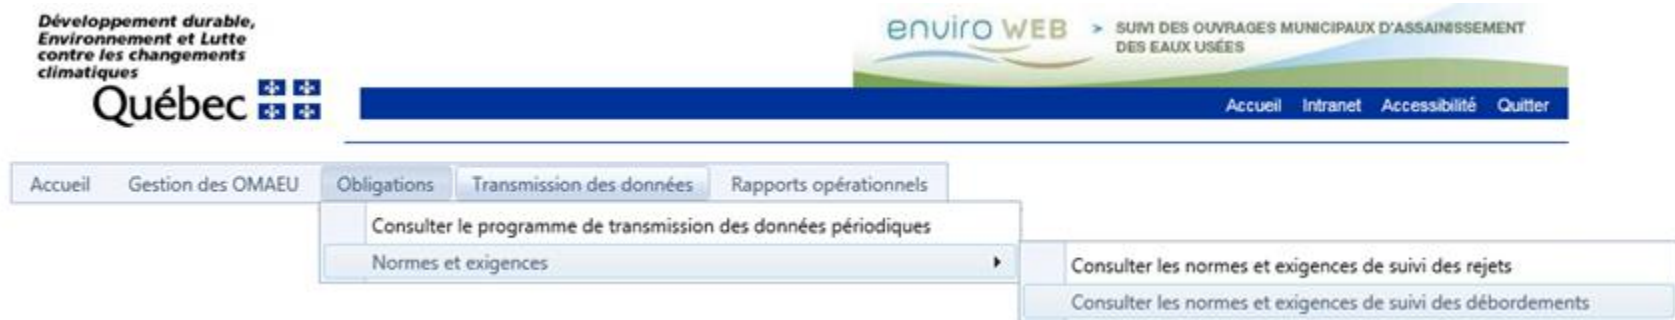 Développement durable,
Environnement et Lutte
contre les changements
climatiques
Québec
enviro WEB > SUIVI DES OUVRAGES MUNICIPAUX D'ASSAINISSEMENT
DES EAUX USÉES
Accueil Intranet Accessibilité Quitter
Accueil Gestion des OMAEU Obligations Transmission des données Rapports opérationnels
Consulter le programme de transmission des données périodiques
Normes et exigences
Consulter les normes et exigences de suivi des rejets
Consulter les normes et exigences de suivi des débordements